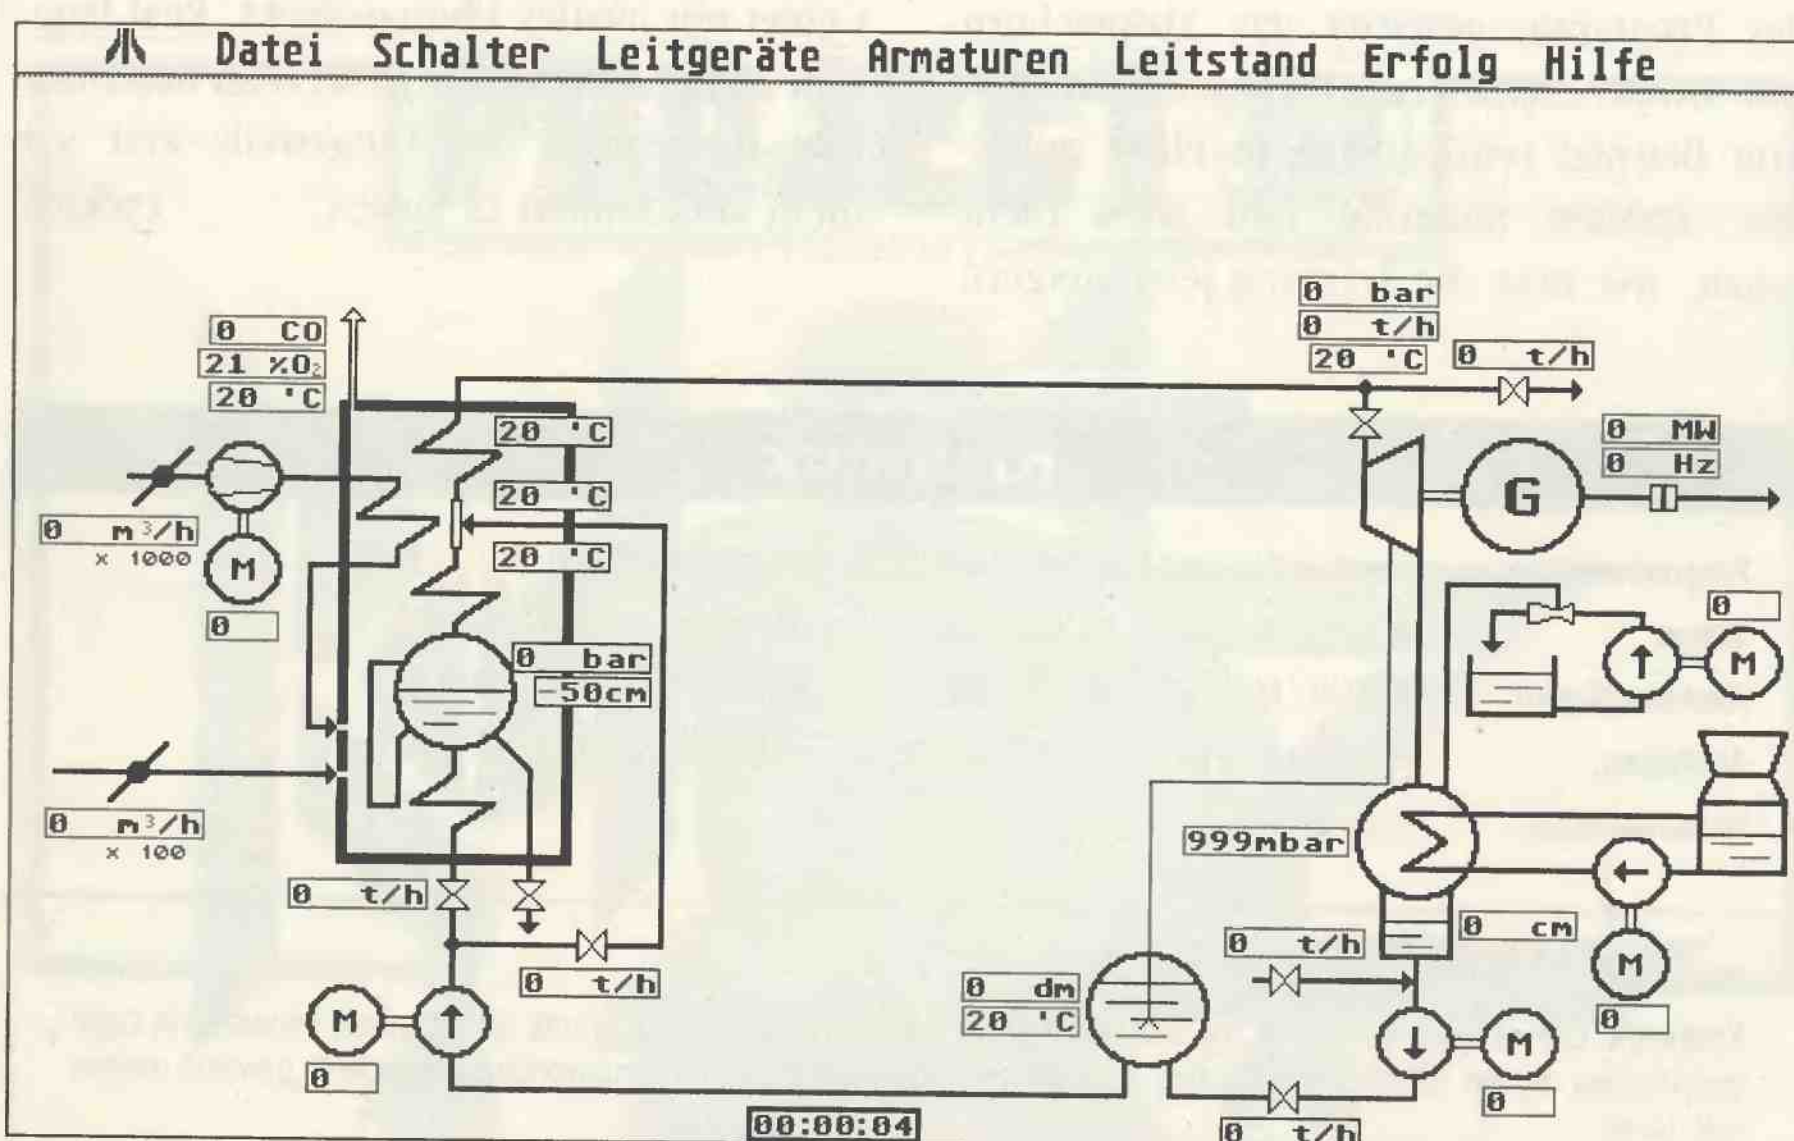 Datei Schalter Leitgeräte Armaturen Leitstand Erfolg Hilfe
0 bar
0 t/h
20 °C
0 t/h
0 CO
21 %O₂
20 °C
20 'C
0 MW
0 Hz
20 'C
G
0 m³/h
x 1000
M
20 'C
0
0
0 bar
-50cm
M
0 m³/h
x 100
999mbar
0 t/h
0 cm
0 t/h
M
0 t/h
0 dm
20 'C
0
M
M
0
0
00:00:04
0 t/h